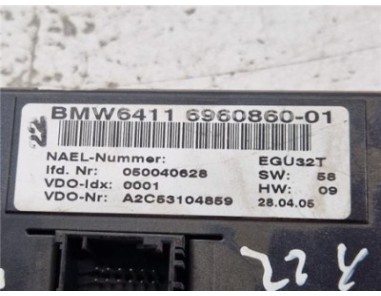 BMW6411 6960860-01
NAEL-Nummer: EGU32T
lfd. Nr: 050040628 SW: 58
VDO-Idx: 0001 HW: 09
VDO-Nr: A2C53104859 28.04.05